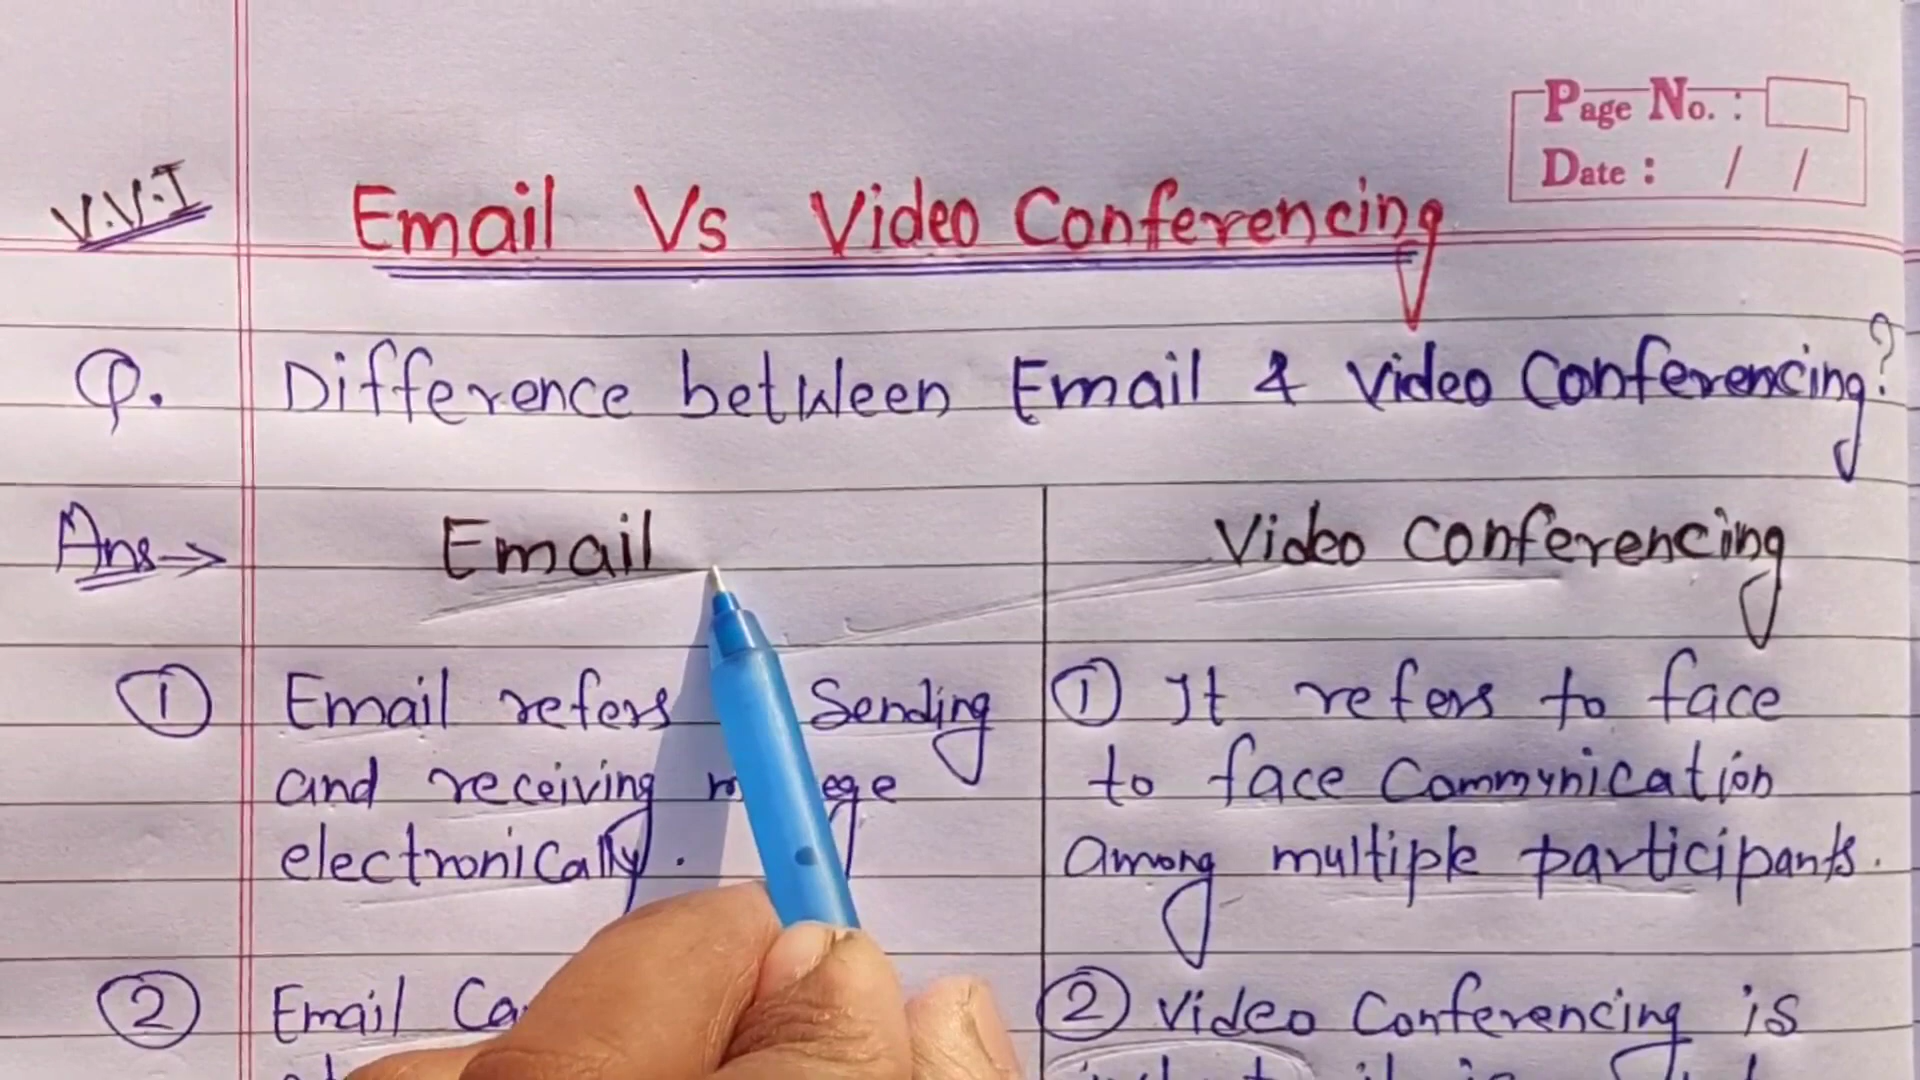 Page No. :
Date : / /
V.V.I
Email Vs Video Conferencing
Q. Difference between Email & Video Conferencing?
Ans→ Email
Video Conferencing
① Email refers Sending
and receiving
electronically.
① It refers to face
to face Communication
among multiple participants.
② Email
② Video Conferencing is